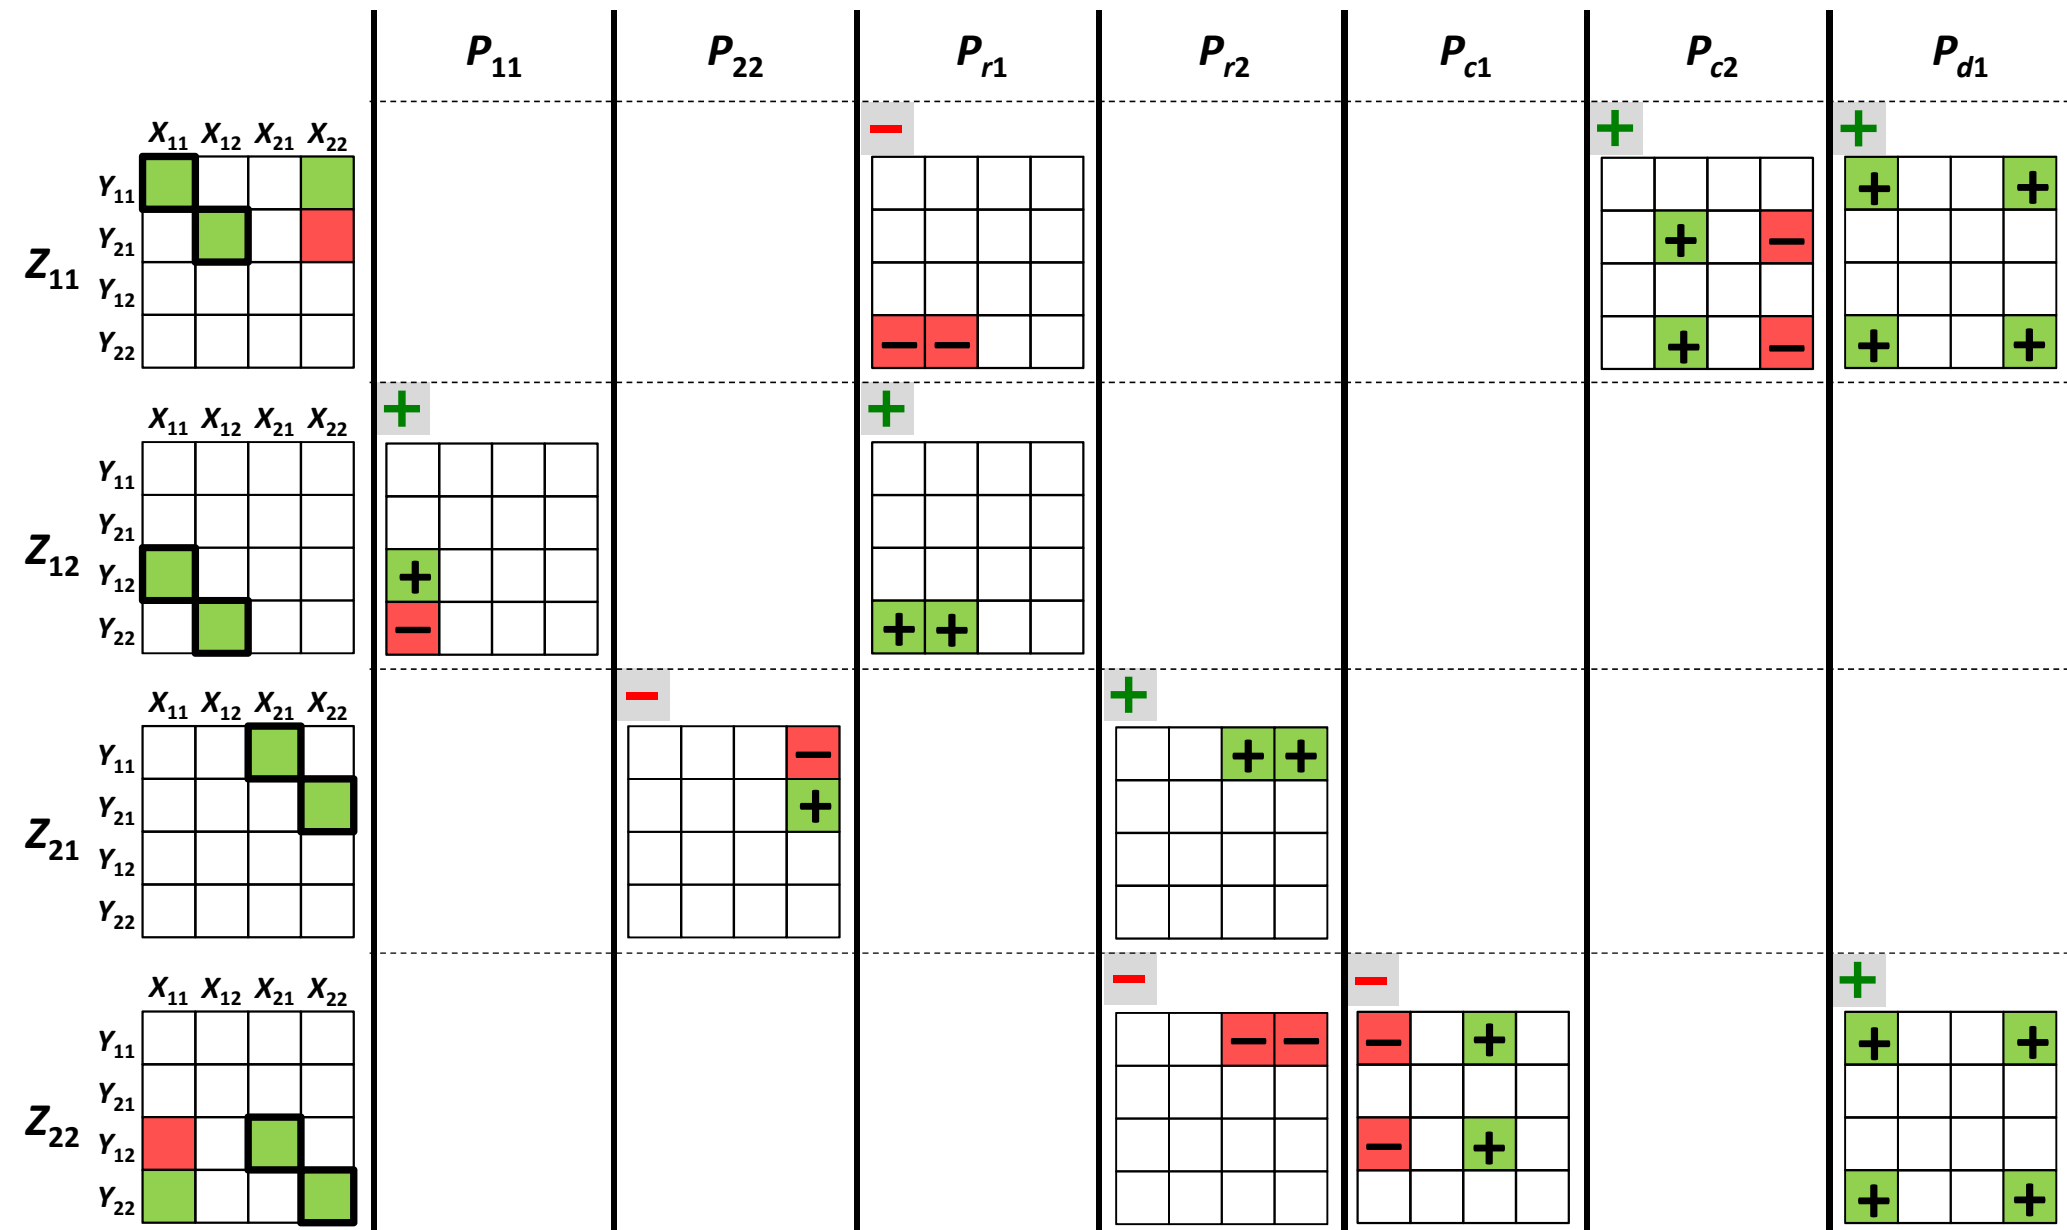 P11 P22 Pr1 Pr2 Pc1 Pc2 Pd1
− + +
X11 X12 X21 X22
Y11 + +
Y21 + −
Z11
Y12
Y22 − − + − + +
+ +
X11 X12 X21 X22
Y11
Y21
Z12
Y12 +
Y22 − + +
− +
X11 X12 X21 X22
Y11 − + +
Y21 +
Z21
Y12
Y22
− − +
X11 X12 X21 X22
Y11 − − − + + +
Y21
Z22
Y12 − +
Y22 + +